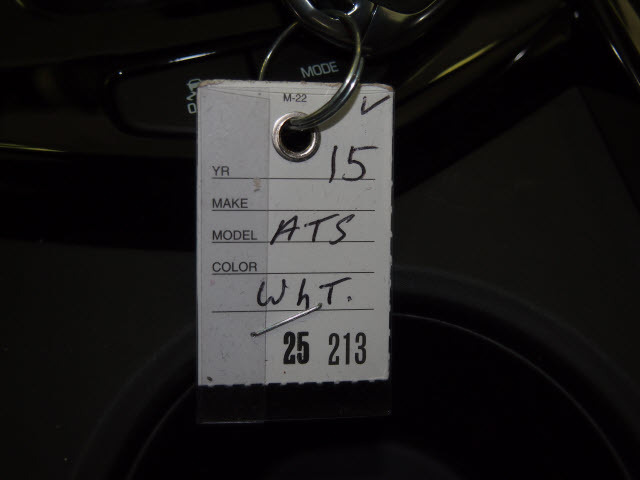 MODE
M-22
YR 15
MAKE
MODEL ATS
COLOR
WhT.
25 213